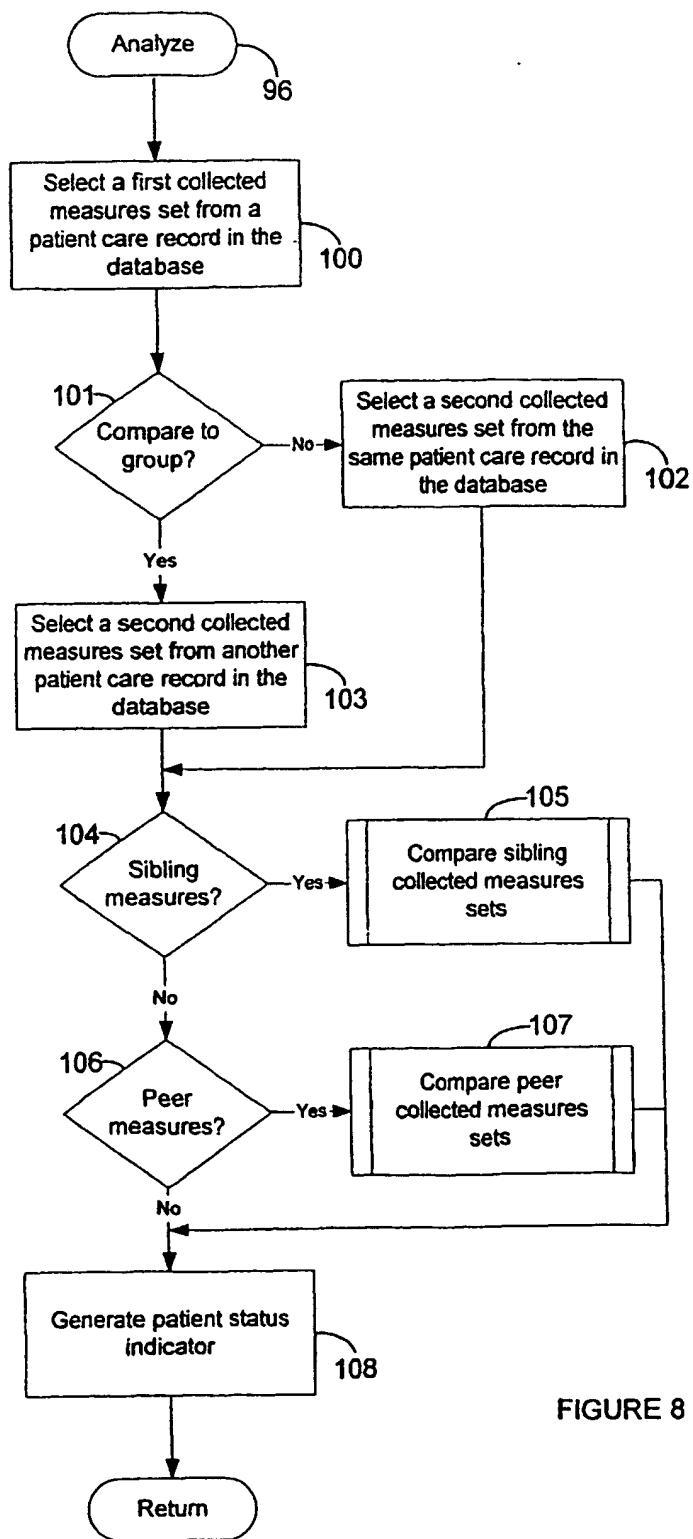 Analyze
96
Select a first collected
measures set from a
patient care record in the
database
100
101
Compare to
group?
No
Select a second collected
measures set from the
same patient care record in
the database
102
Yes
Select a second collected
measures set from another
patient care record in the
database
103
104
Sibling
measures?
Yes
105
Compare sibling
collected measures
sets
No
106
Peer
measures?
Yes
107
Compare peer
collected measures
sets
No
Generate patient status
indicator
108
FIGURE 8
Return